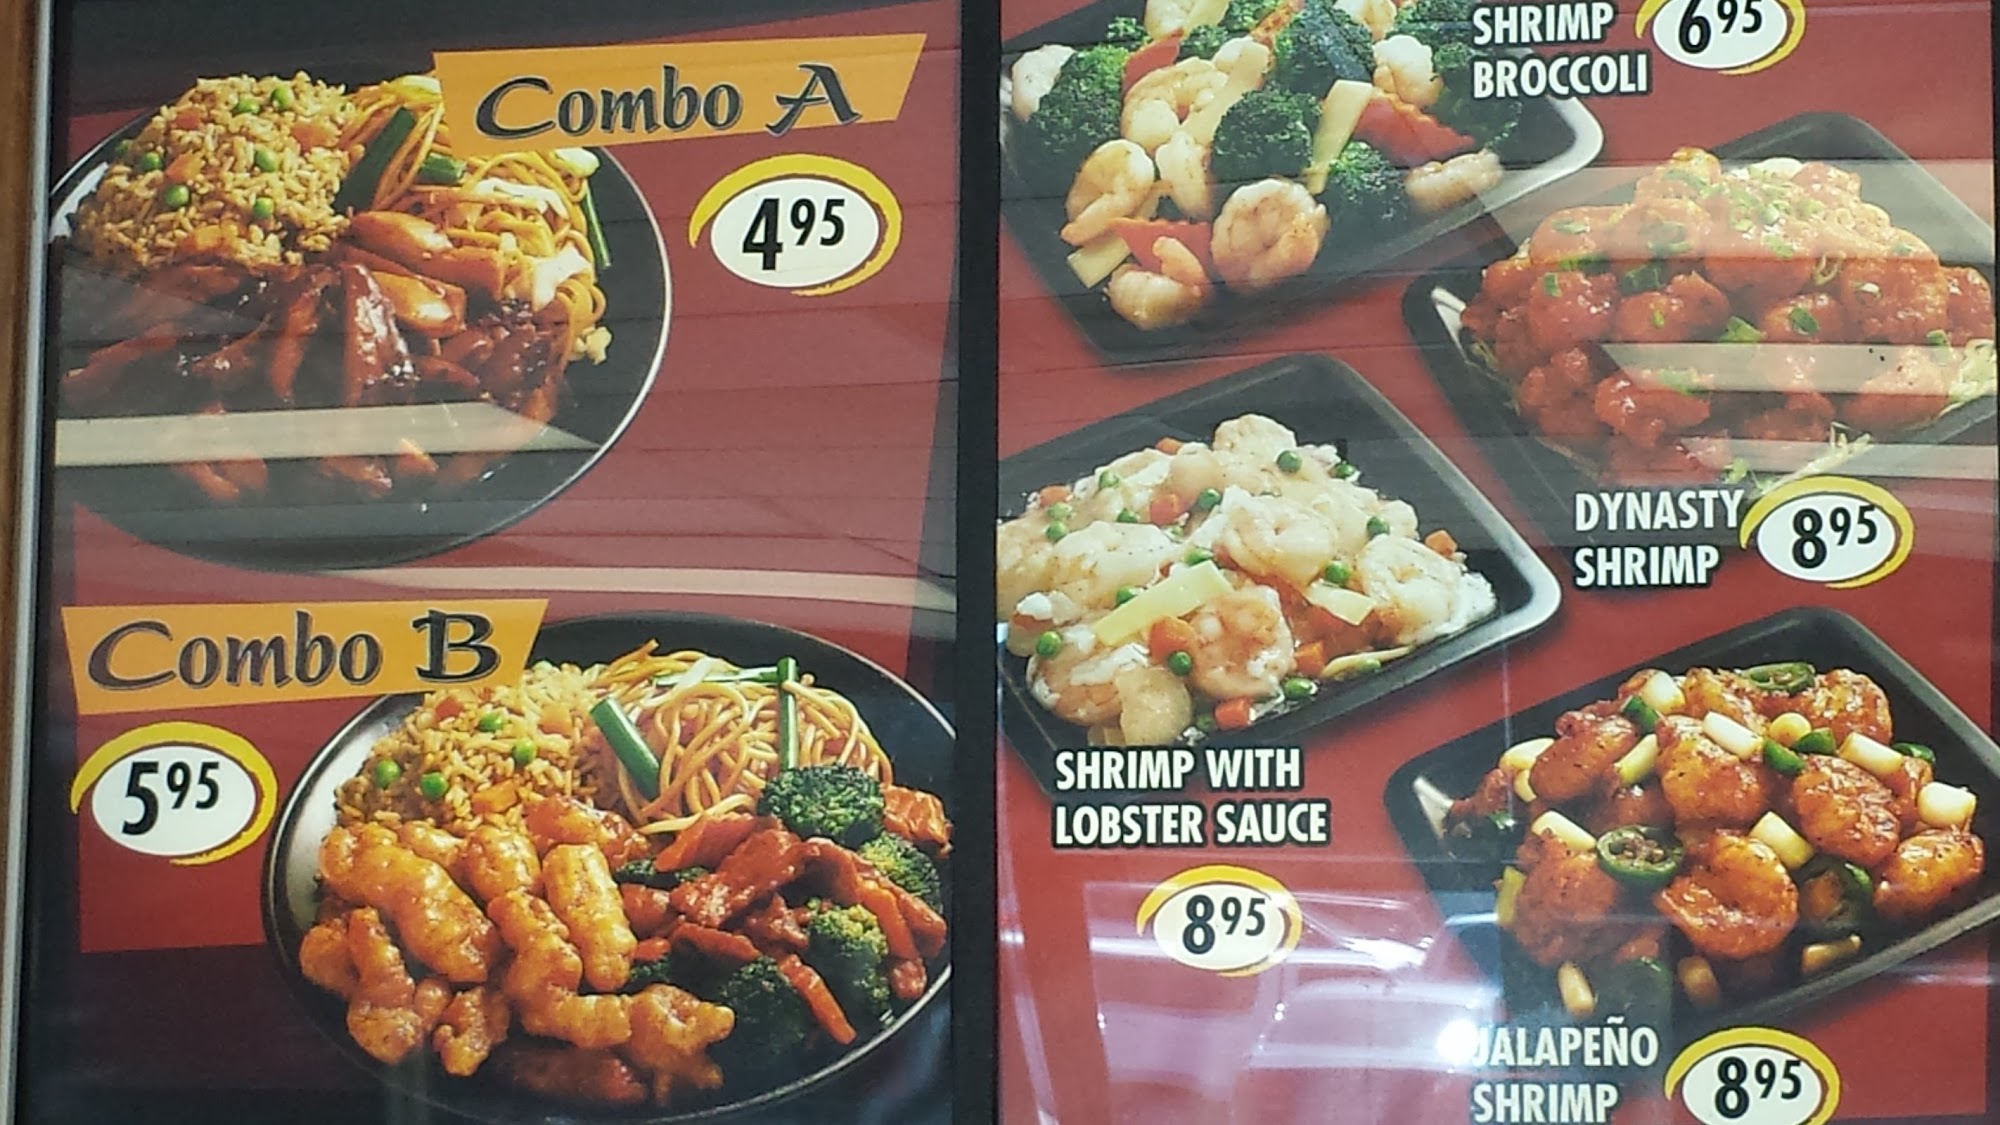 Combo A
4.95
Combo B
5.95
SHRIMP
BROCCOLI
6.95
DYNASTY
SHRIMP
8.95
SHRIMP WITH
LOBSTER SAUCE
8.95
JALAPEÑO
SHRIMP
8.95